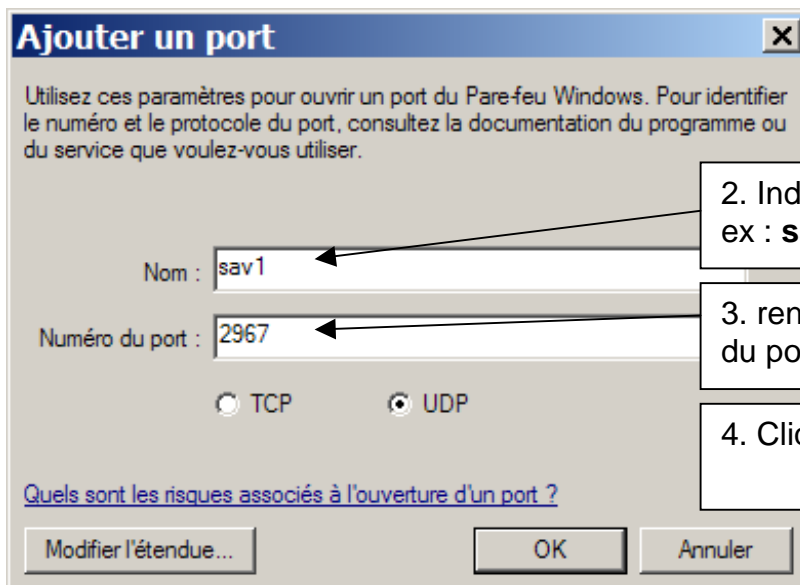 Ajouter un port
Utilisez ces paramètres pour ouvrir un port du Pare-feu Windows. Pour identifier
le numéro et le protocole du port, consultez la documentation du programme ou
du service que voulez-vous utiliser.
2. Ind
ex : s
Nom : sav1
3. ren
du po
Numéro du port : 2967
TCP UDP
4. Clic
Quels sont les risques associés à l'ouverture d'un port ?
Modifier l'étendue... OK Annuler